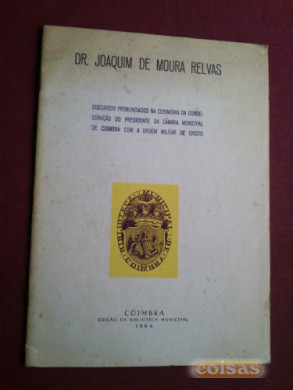 DR. JOAQUIM DE MOURA RELVAS
DISCURSOS PRONUNCIADOS NA CERIMÓNIA DA CONDE-
CORAÇÃO DO PRESIDENTE DA CÂMARA MUNICIPAL
DE COIMBRA COM A ORDEM MILITAR DE CRISTO
COIMBRA
COIMBRA
EDIÇÃO DA BIBLIOTECA MUNICIPAL
1964
coisas